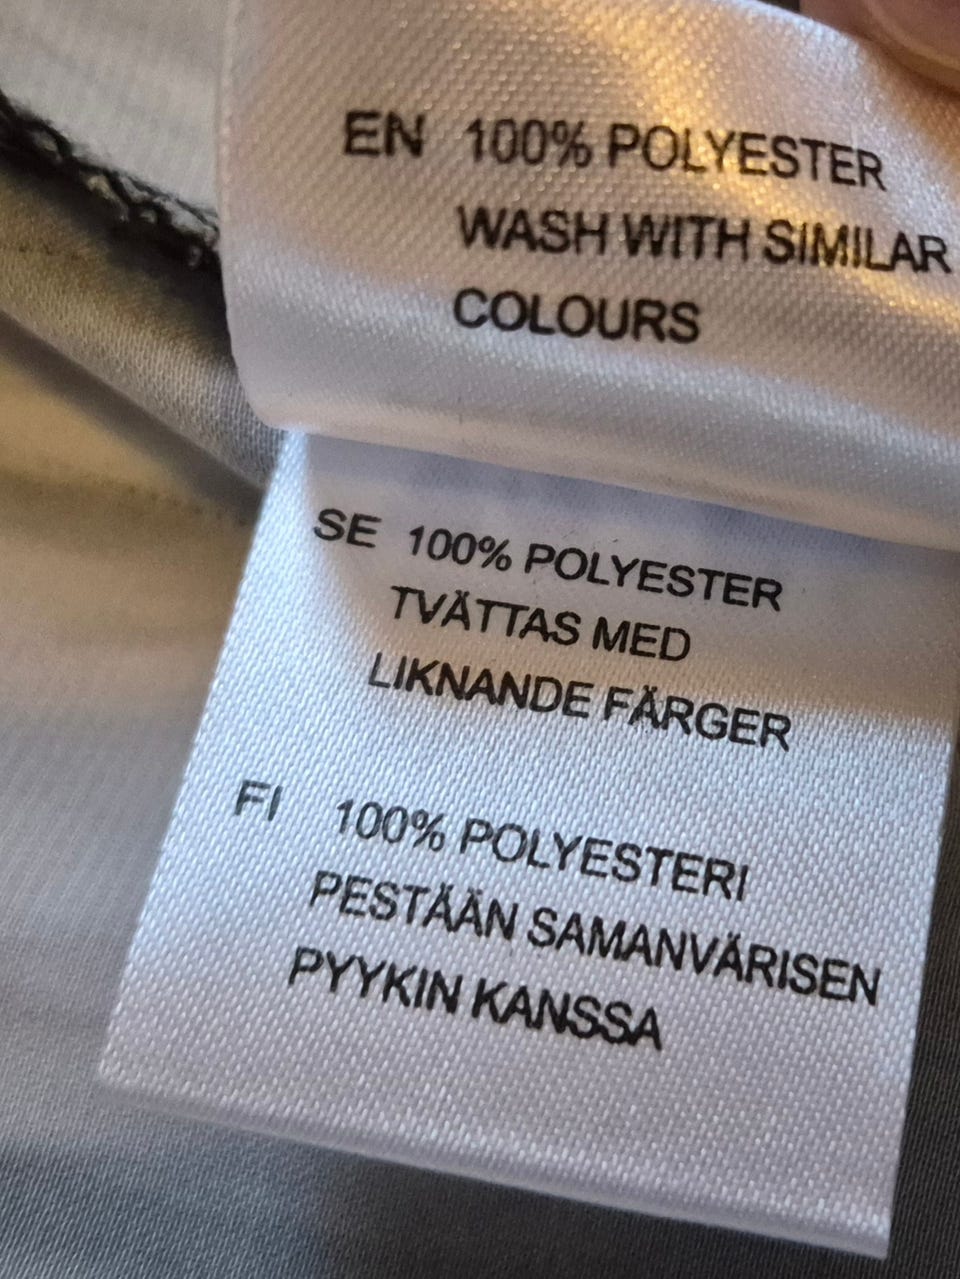 EN 100% POLYESTER
WASH WITH SIMILAR
COLOURS
SE 100% POLYESTER
TVÄTTAS MED
LIKNANDE FÄRGER
FI 100% POLYESTERI
PESTÄÄN SAMANVÄRISEN
PYYKIN KANSSA